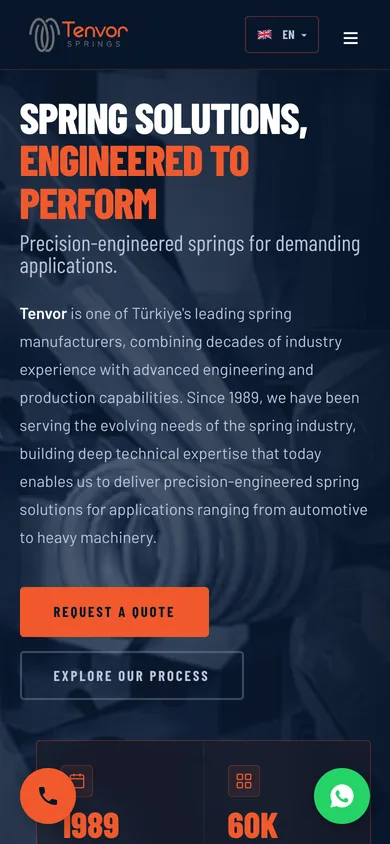 Tenvor
SPRINGS
EN
SPRING SOLUTIONS,
ENGINEERED TO
PERFORM
Precision-engineered springs for demanding
applications.
Tenvor is one of Türkiye's leading spring
manufacturers, combining decades of industry
experience with advanced engineering and
production capabilities. Since 1989, we have been
serving the evolving needs of the spring industry,
building deep technical expertise that today
enables us to deliver precision-engineered spring
solutions for applications ranging from automotive
to heavy machinery.
REQUEST A QUOTE
EXPLORE OUR PROCESS
1989
60K